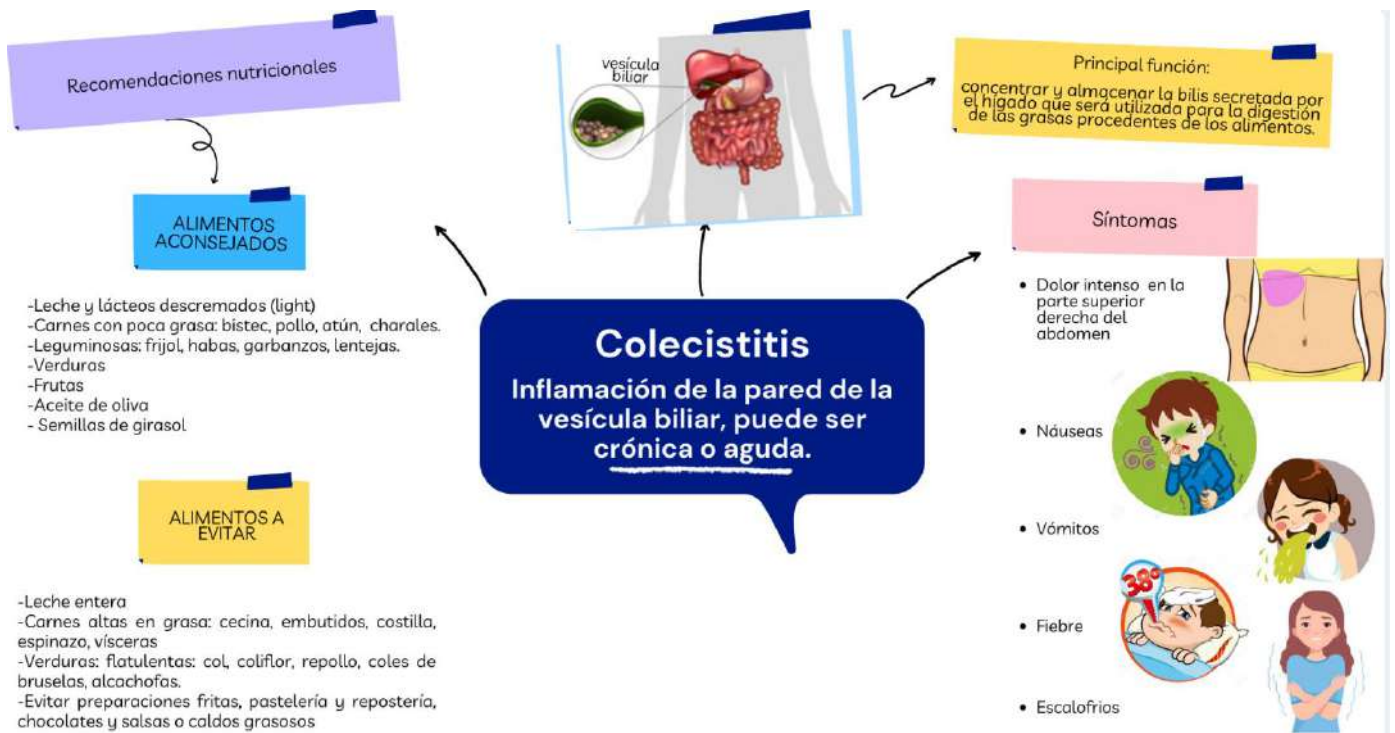 Recomendaciones nutricionales
ALIMENTOS
ACONSEJADOS
-Leche y lácteos descremados (light)
-Carnes con poca grasa: bistec, pollo, atún, charales.
-Leguminosas: frijol, habas, garbanzos, lentejas.
-Verduras
-Frutas
-Aceite de oliva
- Semillas de girasol
ALIMENTOS A
EVITAR
-Leche entera
-Carnes altas en grasa: cecina, embutidos, costilla,
espinazo, vísceras
-Verduras: flatulentas: col, coliflor, repollo, coles de
bruselas, alcachofas.
-Evitar preparaciones fritas, pastelería y repostería,
chocolates y salsas o caldos grasosos
vesícula
biliar
Colecistitis
Inflamación de la pared de la
vesícula biliar, puede ser
crónica o aguda.
Principal función:
concentrar y almacenar la bilis secretada por
el hígado que será utilizada para la digestión
de las grasas procedentes de los alimentos.
Síntomas
• Dolor intenso en la
parte superior
derecha del
abdomen
• Náuseas
• Vómitos
• Fiebre
38º
• Escalofrios